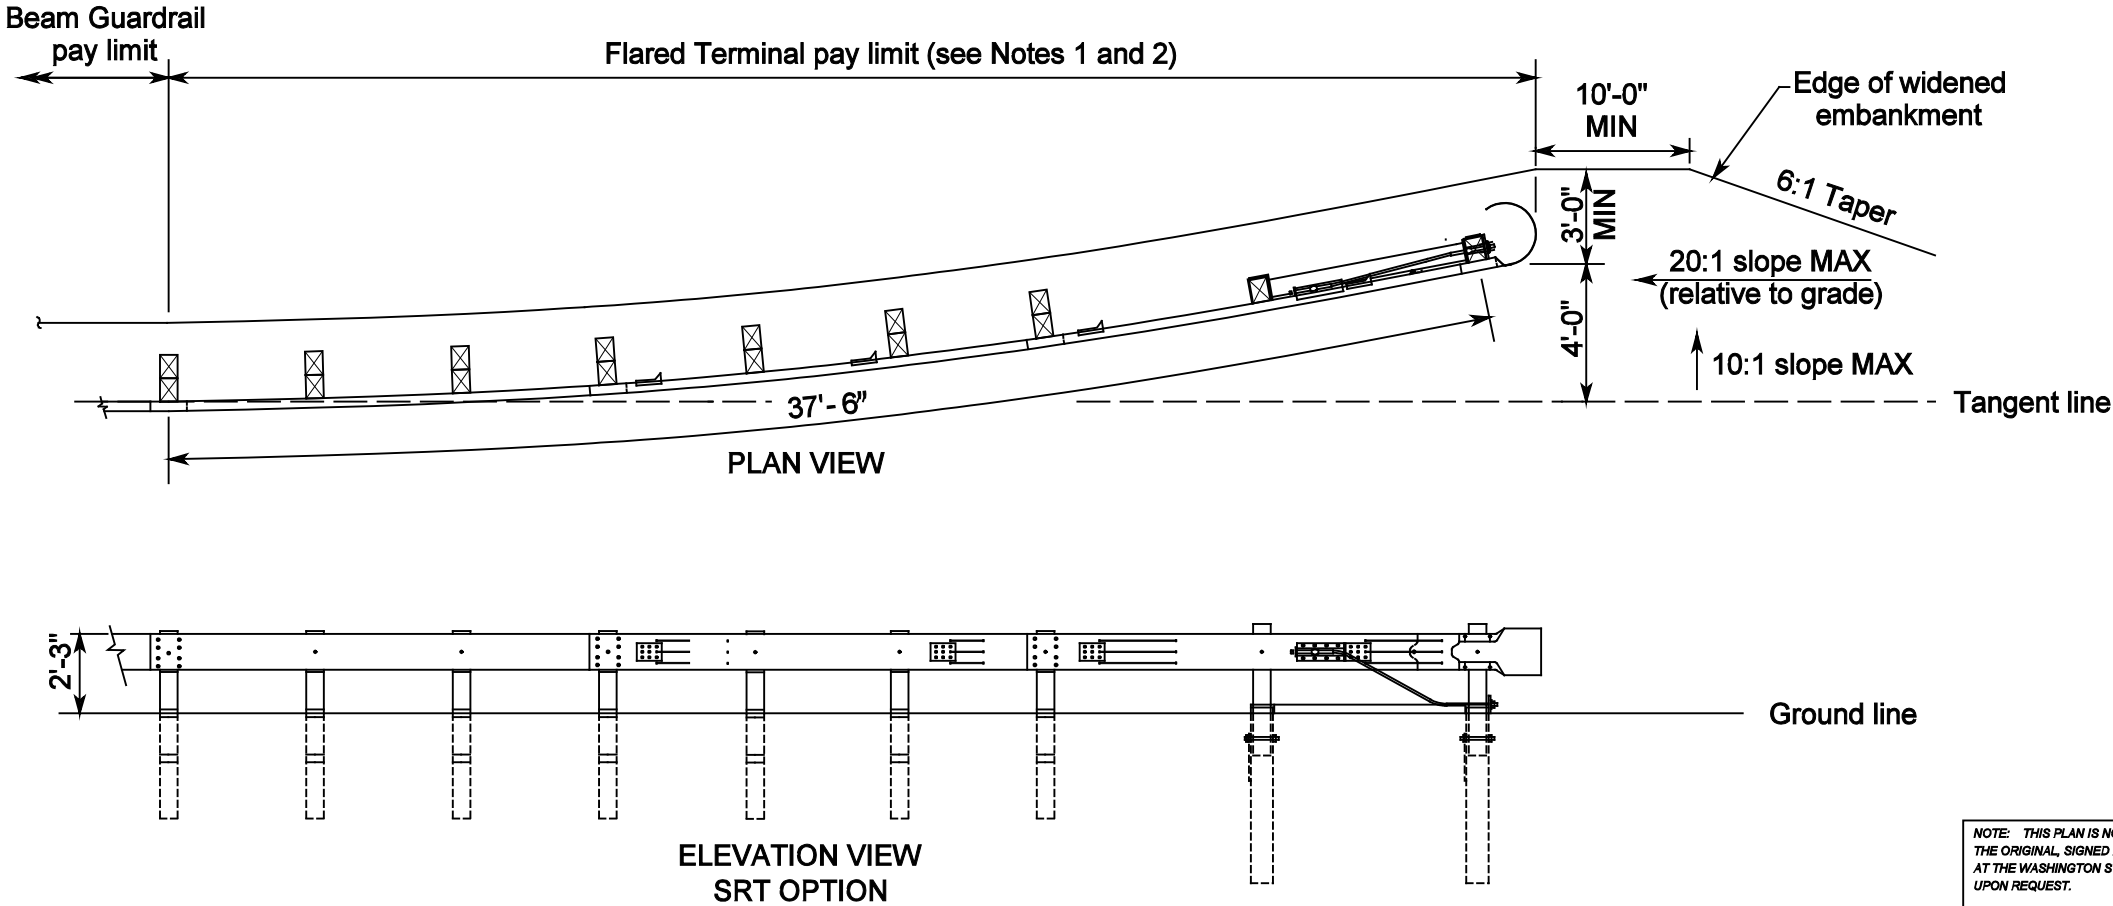 Beam Guardrail
pay limit
Flared Terminal pay limit (see Notes 1 and 2)
10'-0"
MIN
Edge of widened
embankment
6:1 Taper
3'-0"
MIN
20:1 slope MAX
(relative to grade)
4'-0"
10:1 slope MAX
Tangent line
37'- 6”
PLAN VIEW
2'-3"
Ground line
ELEVATION VIEW
SRT OPTION
NOTE: THIS PLAN IS
THE ORIGINAL, SIGNED
AT THE WASHINGTON
UPON REQUEST.